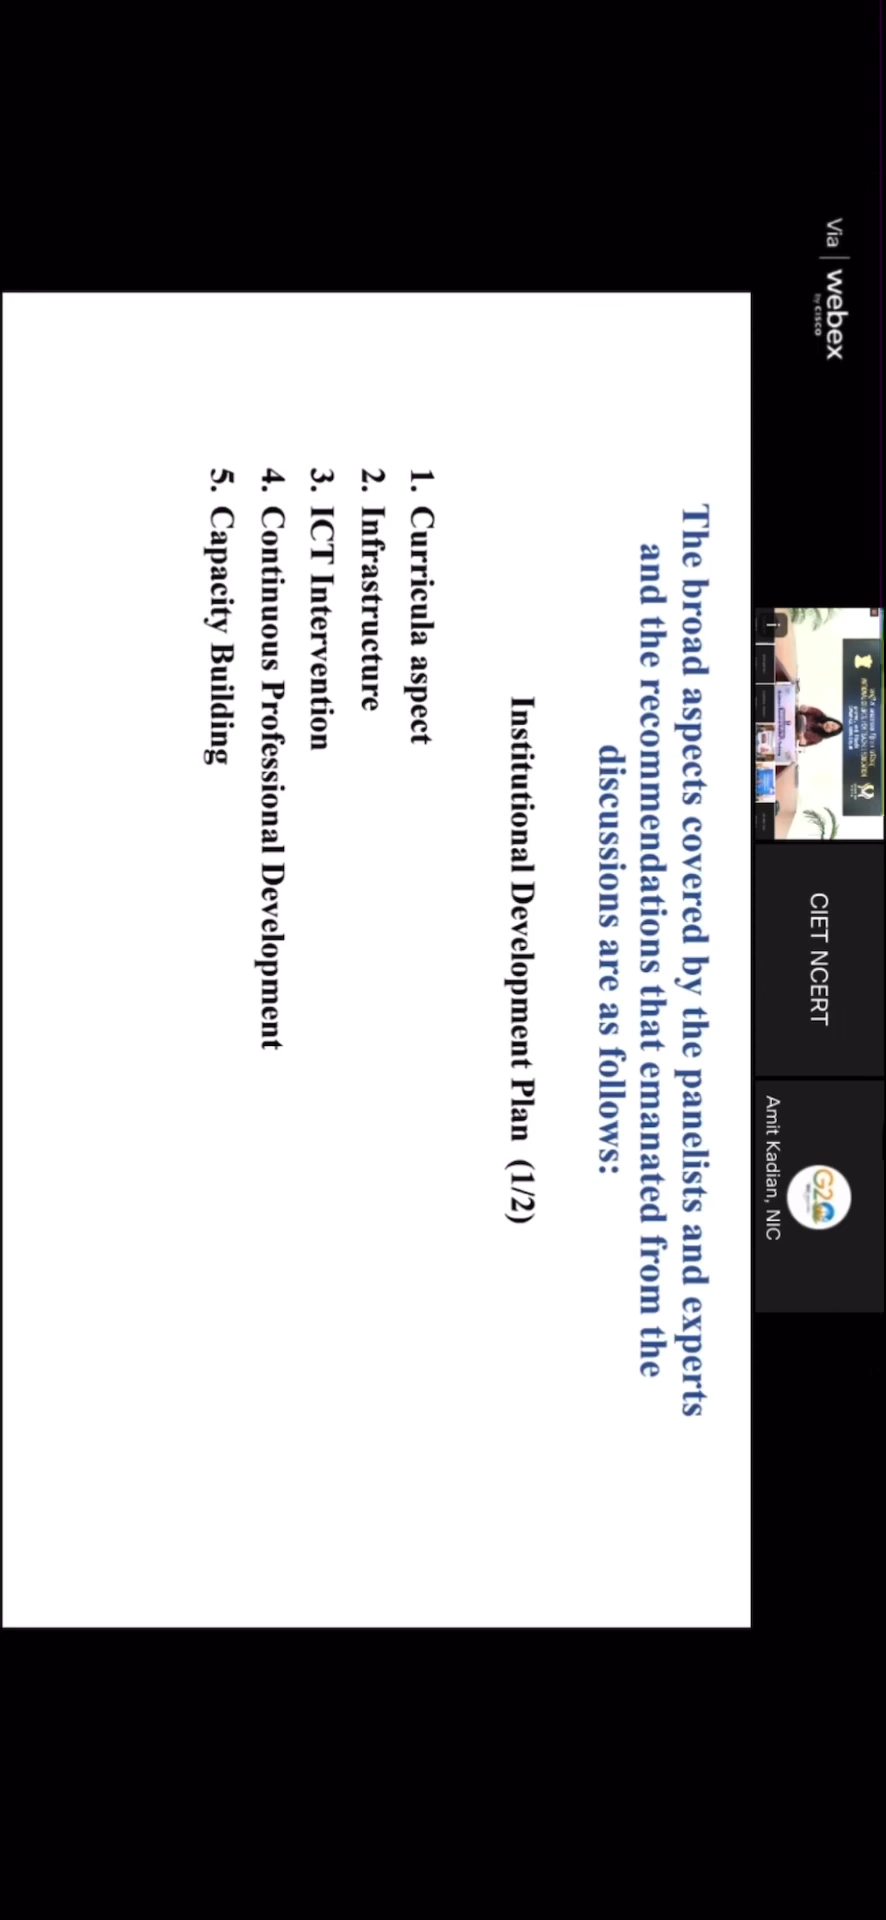 Via | webex
by CISCO
CIET NCERT
Amit Kadian, NIC
The broad aspects covered by the panelists and experts
and the recommendations that emanated from the
discussions are as follows:
Institutional Development Plan (1/2)
1. Curricula aspect
2. Infrastructure
3. ICT Intervention
4. Continuous Professional Development
5. Capacity Building